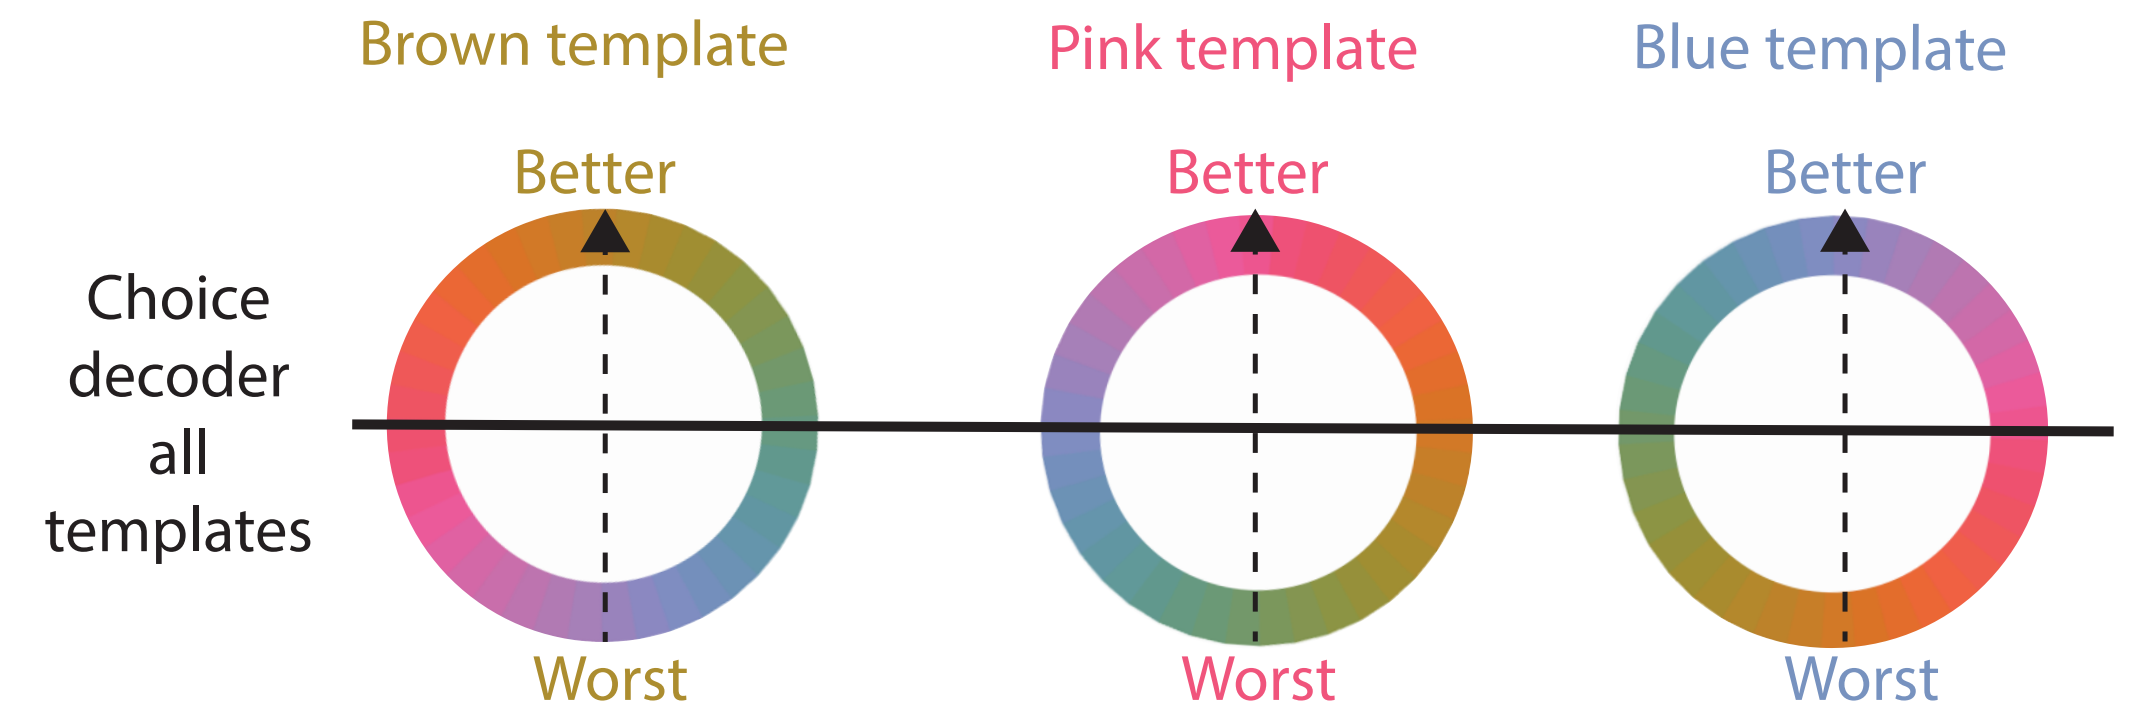 Brown template
Pink template
Blue template
Better
Better
Better
Choice
decoder
all
templates
Worst
Worst
Worst